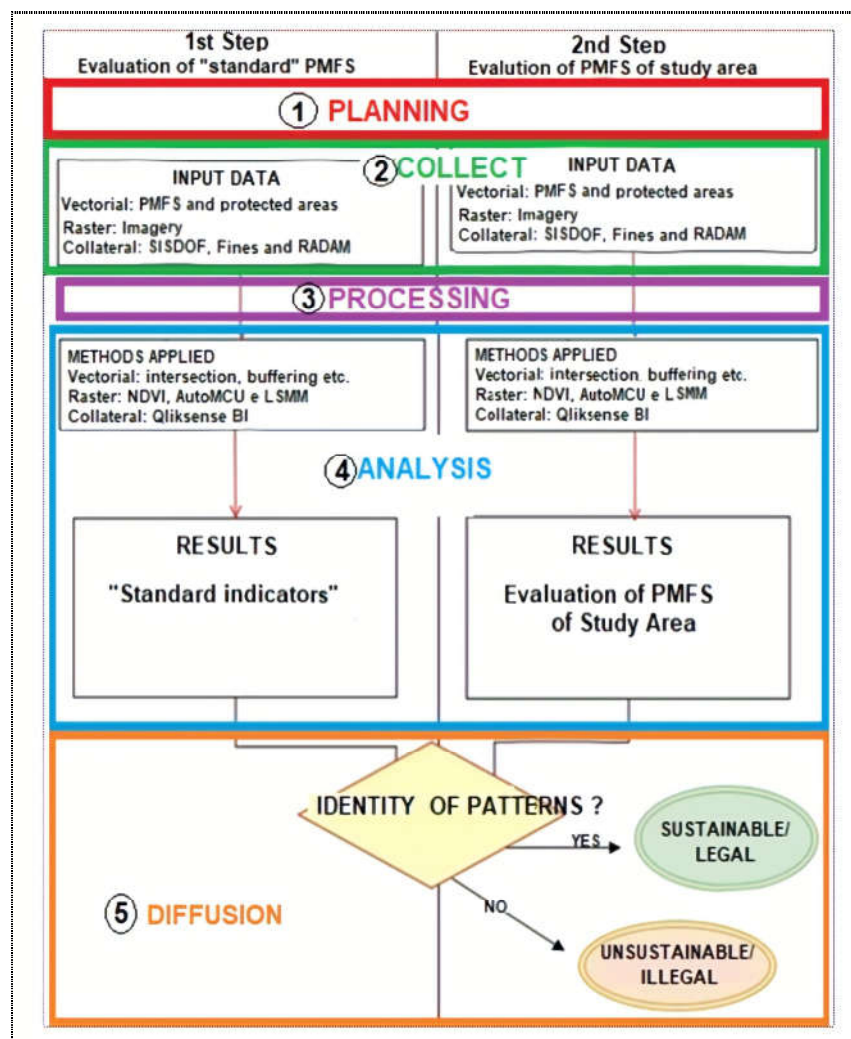 1st Step
Evaluation of "standard" PMFS
2nd Step
Evalution of PMFS of study area
1 PLANNING
2 COLLECT
INPUT DATA
Vectorial: PMFS and protected areas
Raster: Imagery
Collateral: SISDOF, Fines and RADAM
INPUT DATA
Vectorial: PMFS and protected areas
Raster: Imagery
Collateral: SISDOF, Fines and RADAM
3 PROCESSING
METHODS APPLIED
Vectorial: intersection, buffering etc.
Raster: NDVI, AutoMCU e LSMM
Collateral: Qliksense BI
METHODS APPLIED
Vectorial: intersection, buffering etc.
Raster: NDVI, AutoMCU e LSMM
Collateral: Qliksense BI
4 ANALYSIS
RESULTS
"Standard indicators"
RESULTS
Evaluation of PMFS
of Study Area
IDENTITY OF PATTERNS ?
YES
SUSTAINABLE/
LEGAL
NO
5 DIFFUSION
UNSUSTAINABLE/
ILLEGAL